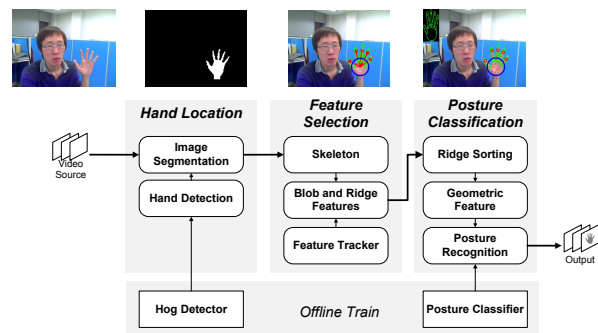 Hand Location
Feature
Selection
Posture
Classification
Video
Source
Image
Segmentation
Hand Detection
Skeleton
Blob and Ridge
Features
Feature Tracker
Ridge Sorting
Geometric
Feature
Posture
Recognition
Output
Hog Detector
Offline Train
Posture Classifier